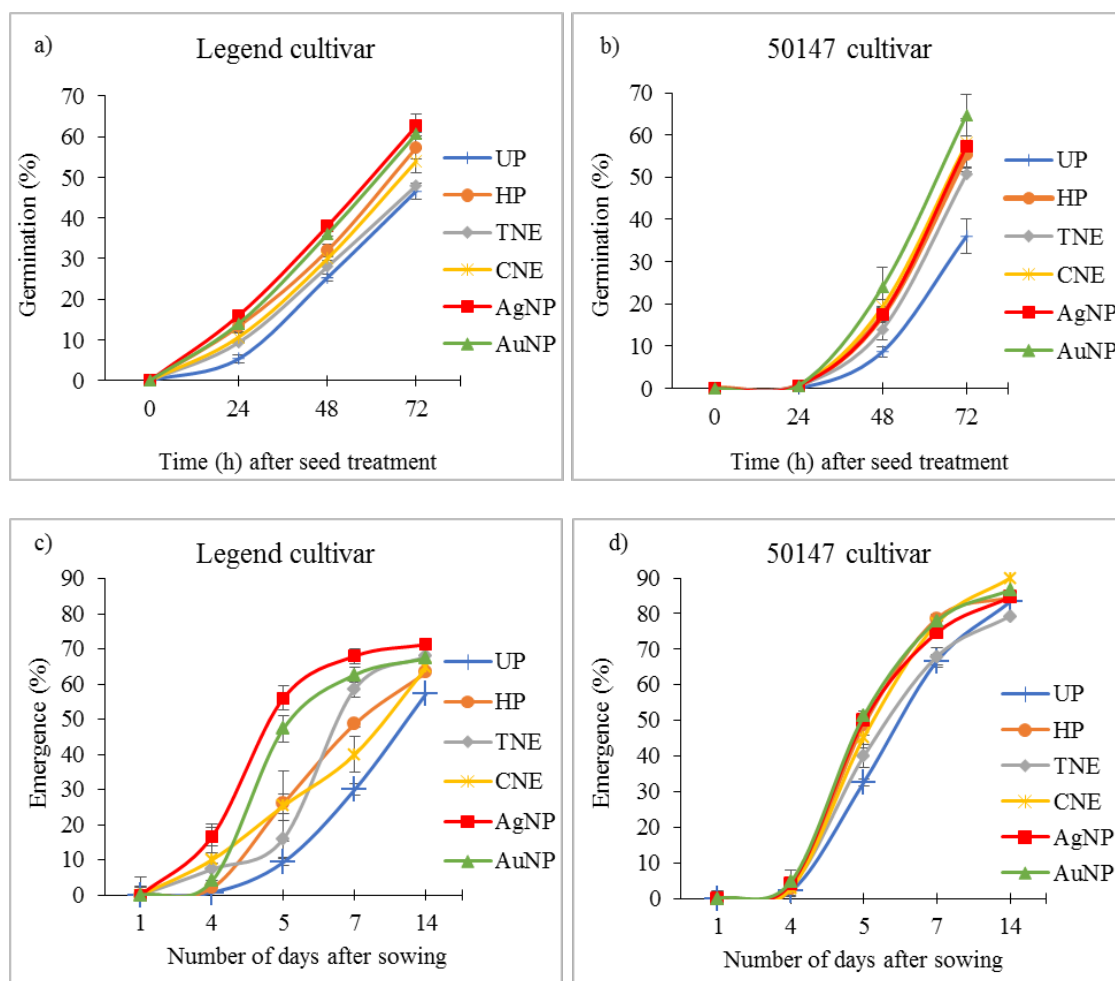 a)
Legend cultivar
Germination (%)
70
60
50
40
30
20
10
0
0 24 48 72
Time (h) after seed treatment
UP
HP
TNE
CNE
AgNP
AuNP
b)
50147 cultivar
Germination (%)
70
60
50
40
30
20
10
0
0 24 48 72
Time (h) after seed treatment
UP
HP
TNE
CNE
AgNP
AuNP
c)
Legend cultivar
Emergence (%)
90
80
70
60
50
40
30
20
10
0
1 4 5 7 14
Number of days after sowing
UP
HP
TNE
CNE
AgNP
AuNP
d)
50147 cultivar
Emergence (%)
90
80
70
60
50
40
30
20
10
0
1 4 5 7 14
Number of days after sowing
UP
HP
TNE
CNE
AgNP
AuNP